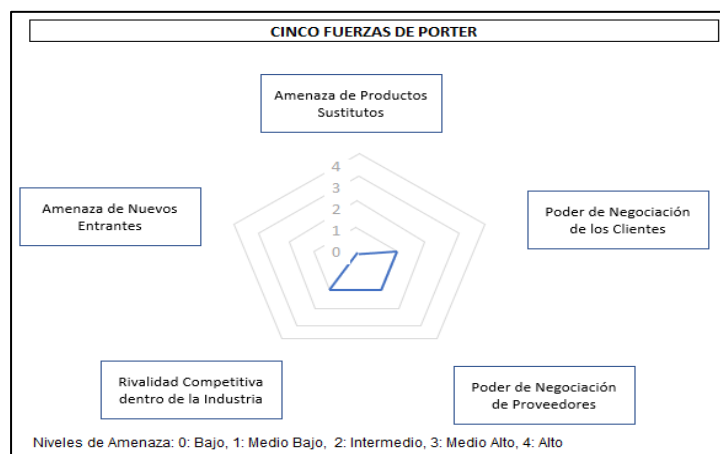 CINCO FUERZAS DE PORTER
Amenaza de Productos
Sustitutos
4
3
2
1
0
Amenaza de Nuevos
Entrantes
Poder de Negociación
de los Clientes
Rivalidad Competitiva
dentro de la Industria
Poder de Negociación
de Proveedores
Niveles de Amenaza: 0: Bajo, 1: Medio Bajo, 2: Intermedio, 3: Medio Alto, 4: Alto